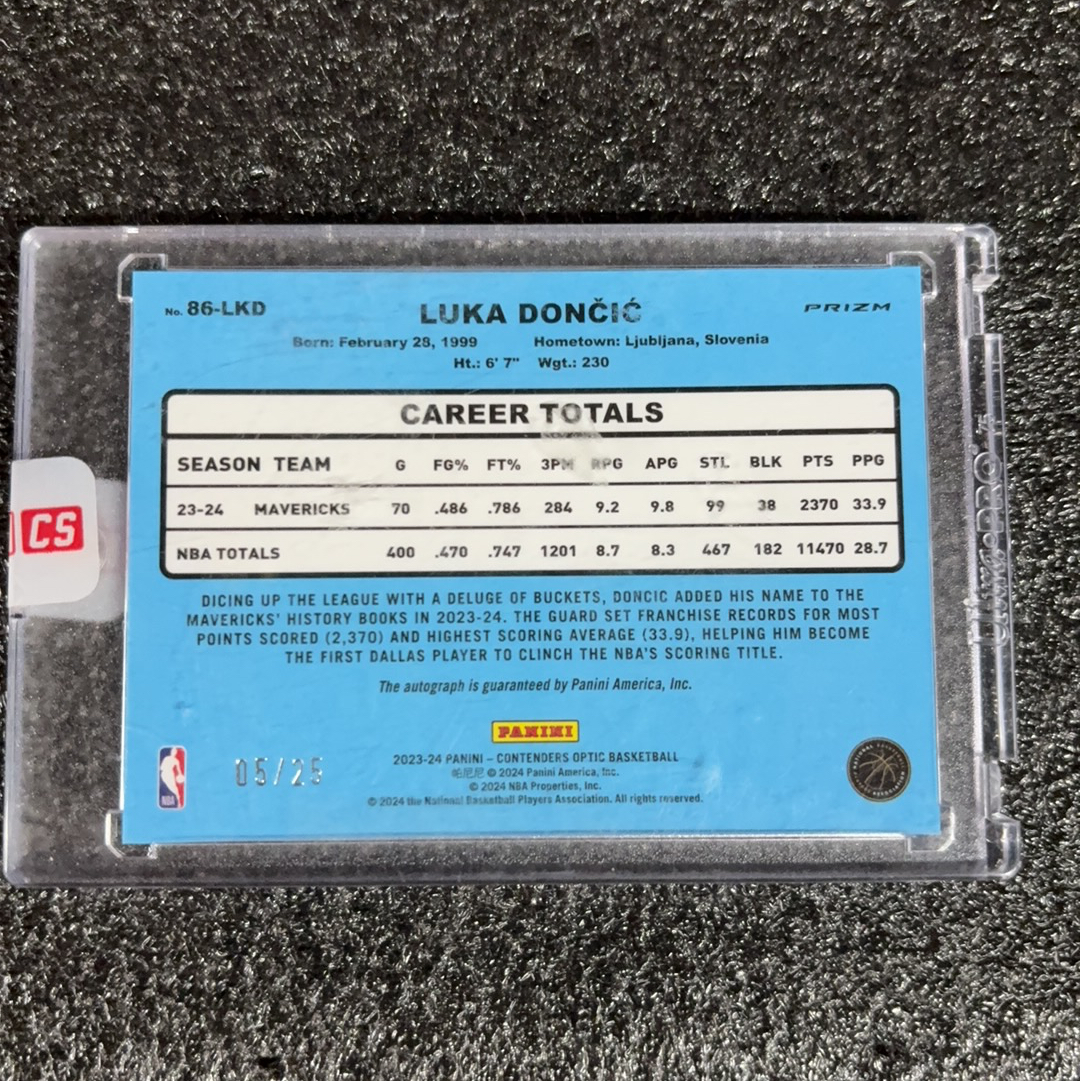 No. 86-LKD
LUKA DONČIĆ
PRIZM
Born: February 28, 1999 Hometown: Ljubljana, Slovenia
Ht.: 6' 7" Wgt.: 230
CAREER TOTALS
SEASON TEAM G FG% FT% 3PM RPG APG STL BLK PTS PPG
23-24 MAVERICKS 70 .486 .786 284 9.2 9.8 99 38 2370 33.9
NBA TOTALS 400 .470 .747 1201 8.7 8.3 467 182 11470 28.7
DICING UP THE LEAGUE WITH A DELUGE OF BUCKETS, DONCIC ADDED HIS NAME TO THE
MAVERICKS' HISTORY BOOKS IN 2023-24. THE GUARD SET FRANCHISE RECORDS FOR MOST
POINTS SCORED (2,370) AND HIGHEST SCORING AVERAGE (33.9), HELPING HIM BECOME
THE FIRST DALLAS PLAYER TO CLINCH THE NBA'S SCORING TITLE.
The autograph is guaranteed by Panini America, Inc.
PANINI
2023-24 PANINI – CONTENDERS OPTIC BASKETBALL
帕尼尼 © 2024 Panini America, Inc.
© 2024 NBA Properties, Inc.
© 2024 the National Basketball Players Association. All rights reserved.
NBA
05/25
CS